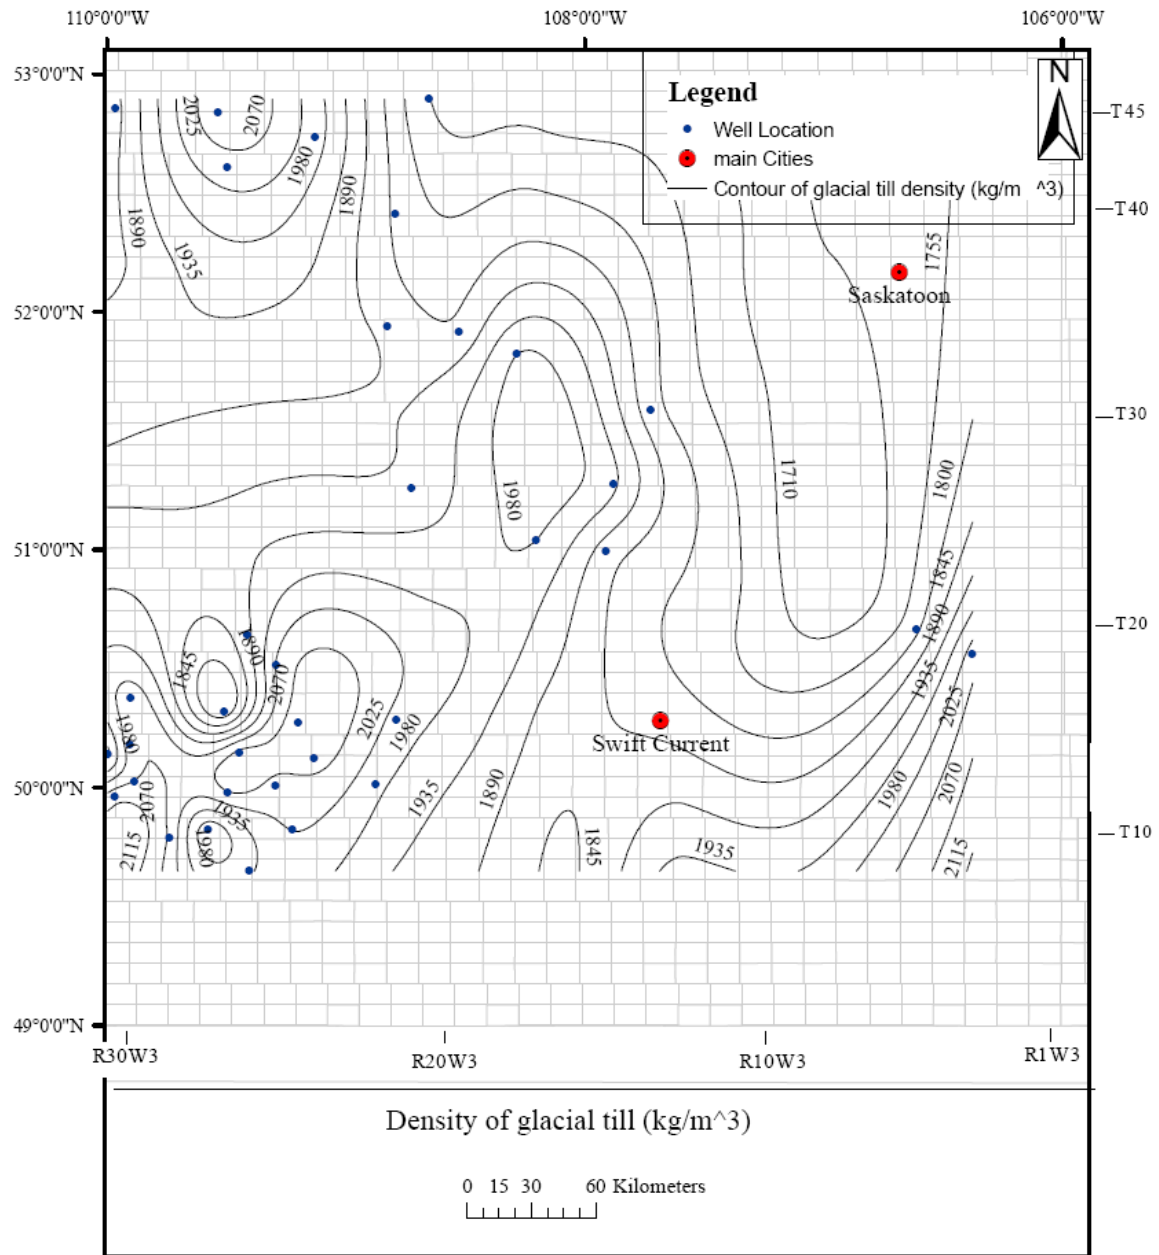 110°0'0"W 108°0'0"W 106°0'0"W
53°0'0"N
N
Legend
Well Location
main Cities
Contour of glacial till density (kg/m ^3)
T45
2025 2070
1980
1890
T40
1890
1935
1755
Saskatoon
52°0'0"N
T30
1980
1710
1800
51°0'0"N
1845
T20
1890
1890
1845
2070
1935
2025
1980
2025
1980
Swift Current
50°0'0"N
2070
1935
1935
1890
1980
2070
T10
2115
1980
1845
1935
2115
49°0'0"N
R30W3 R20W3 R10W3 R1W3
Density of glacial till (kg/m^3)
0 15 30 60 Kilometers